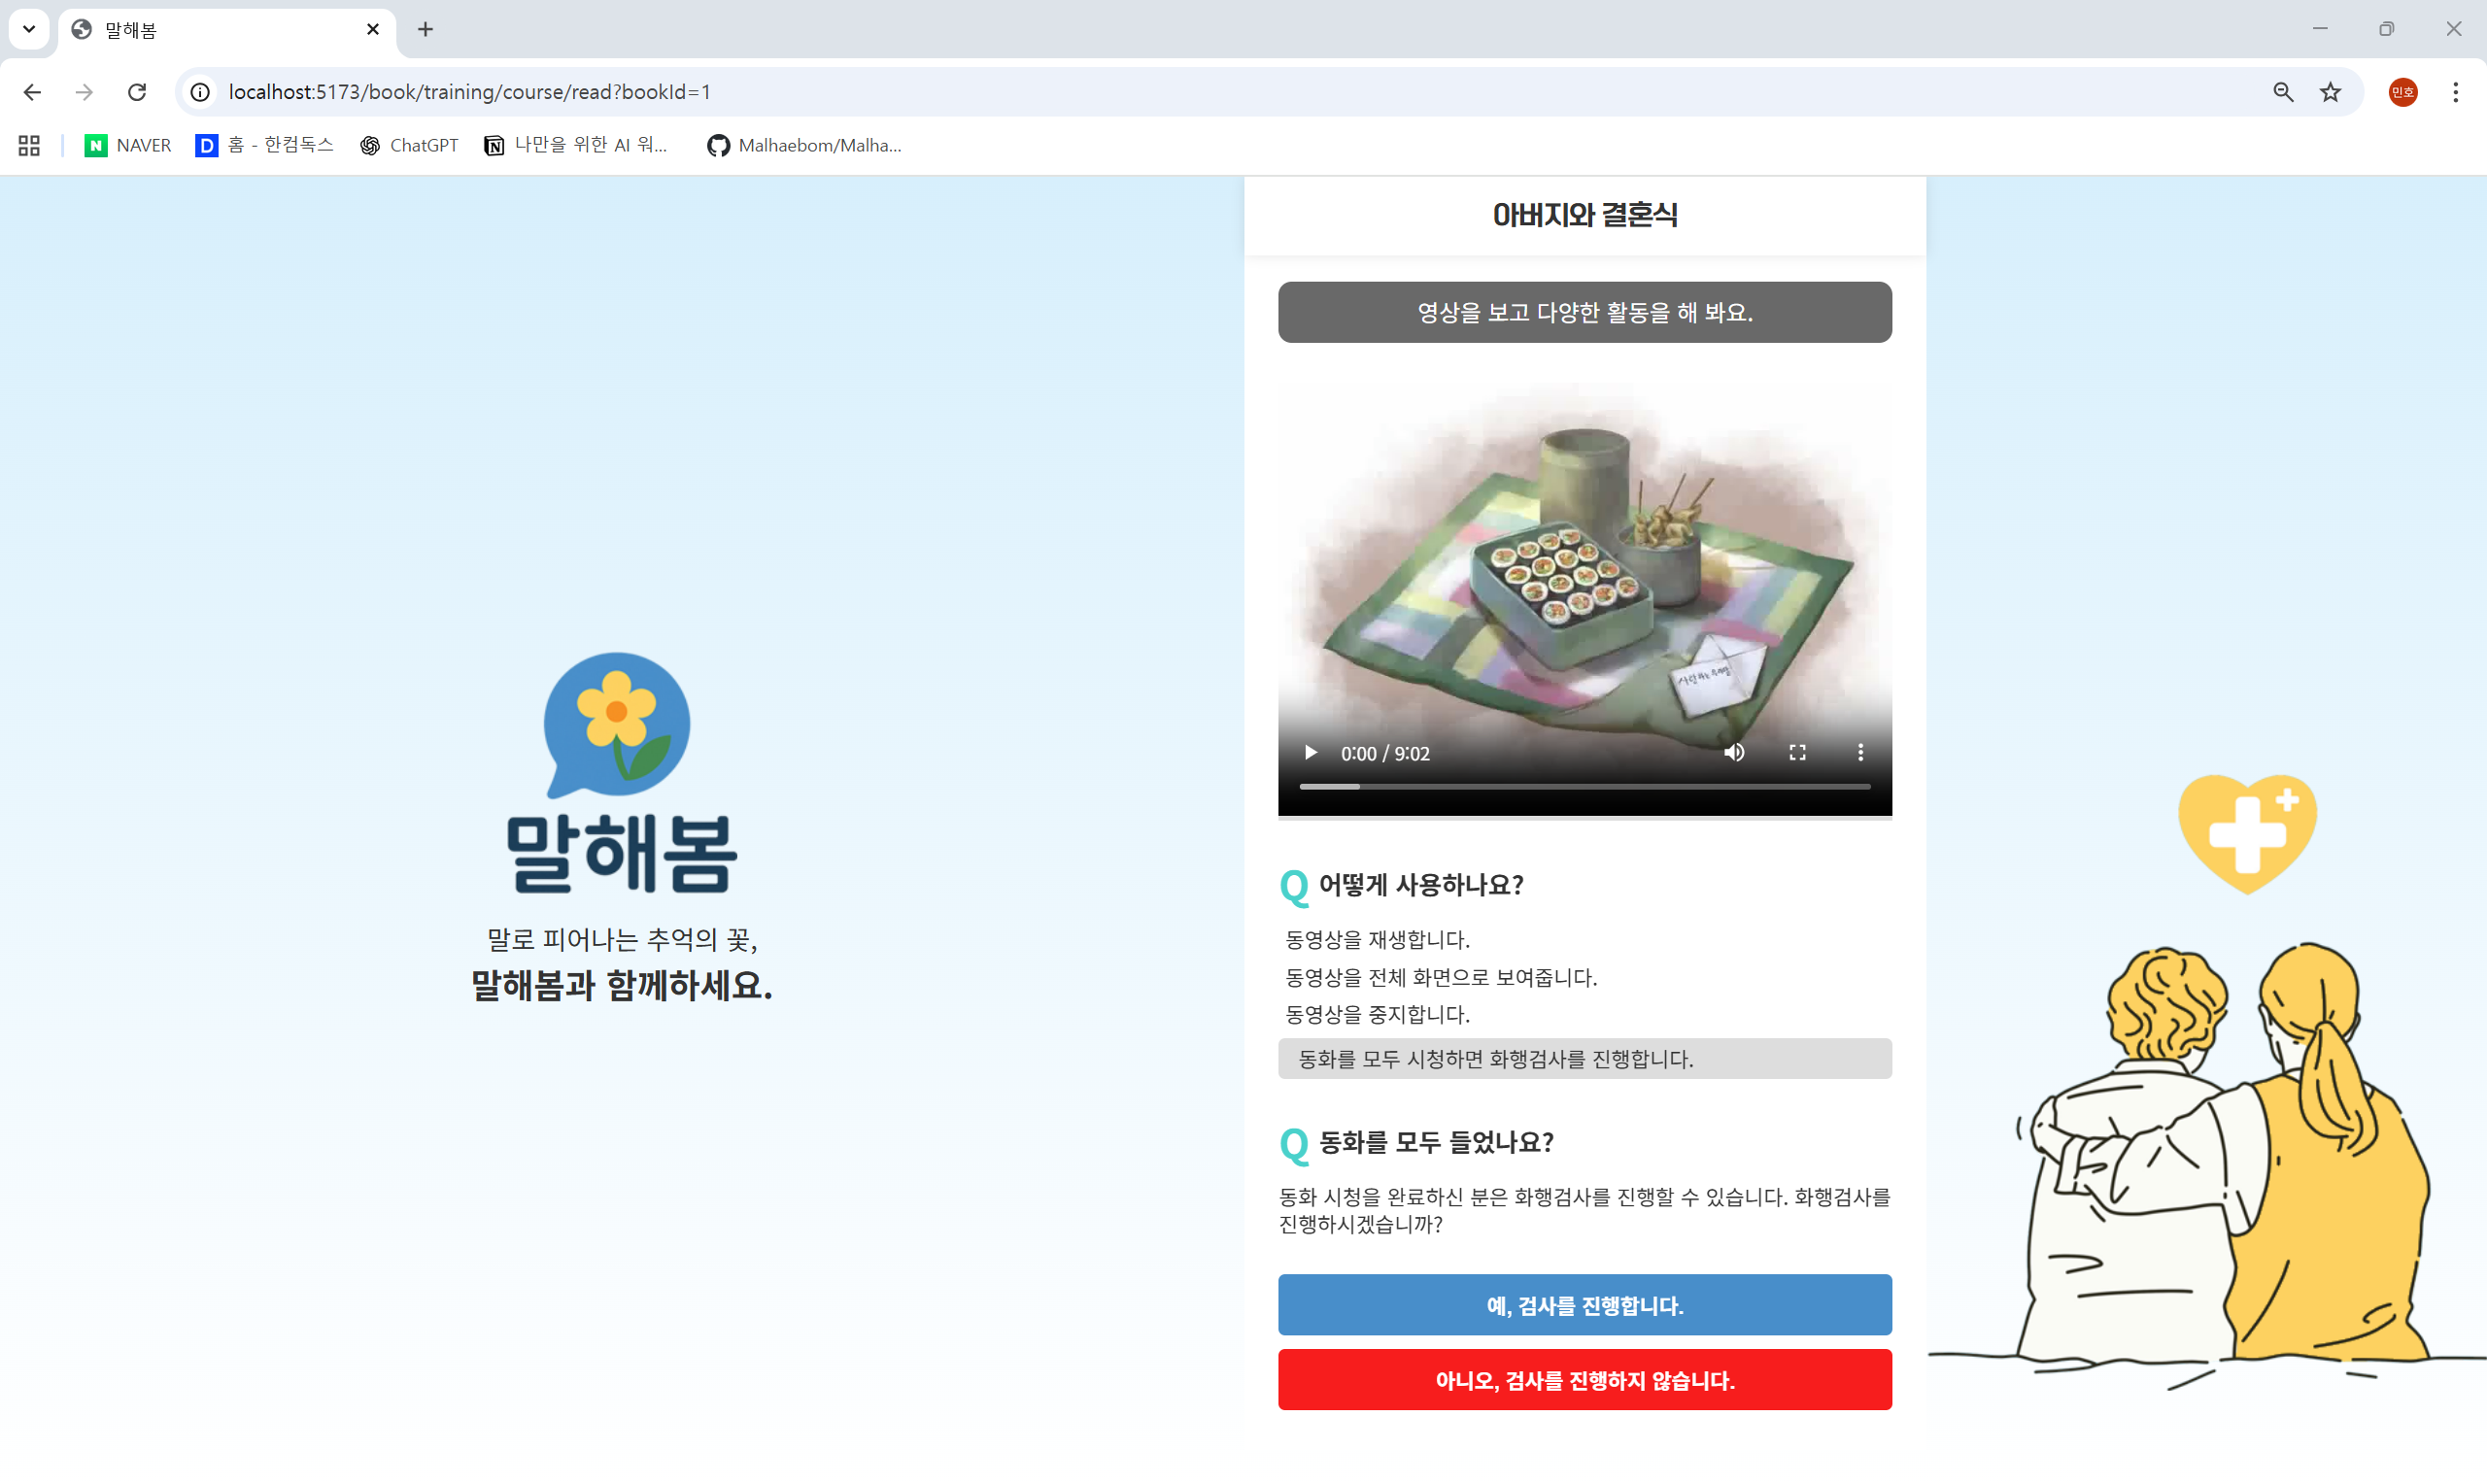 말해봄
localhost:5173/book/training/course/read?bookId=1
민호
NAVER
D 홈 - 한컴독스
ChatGPT
나만을 위한 AI 워...
Malhaebom/Malha...
아버지와 결혼식
영상을 보고 다양한 활동을 해 봐요.
사랑하는 우리딸
0:00 / 9:02
말해봄
말로 피어나는 추억의 꽃,
말해봄과 함께하세요.
Q 어떻게 사용하나요?
동영상을 재생합니다.
동영상을 전체 화면으로 보여줍니다.
동영상을 중지합니다.
동화를 모두 시청하면 화행검사를 진행합니다.
Q 동화를 모두 들었나요?
동화 시청을 완료하신 분은 화행검사를 진행할 수 있습니다. 화행검사를
진행하시겠습니까?
예, 검사를 진행합니다.
아니오, 검사를 진행하지 않습니다.